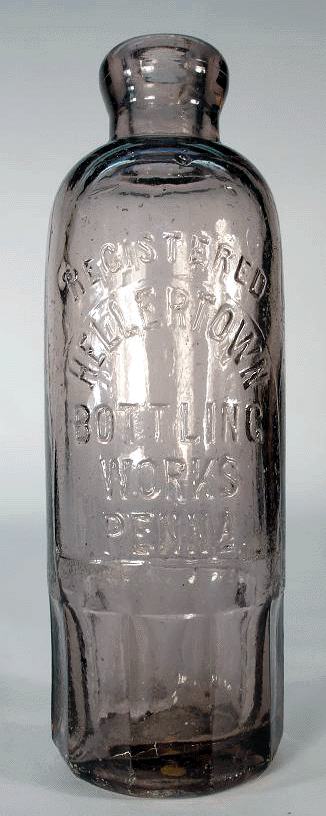 REGISTERED
HELLERTOWN
BOTTLING
WORKS
PENNA.